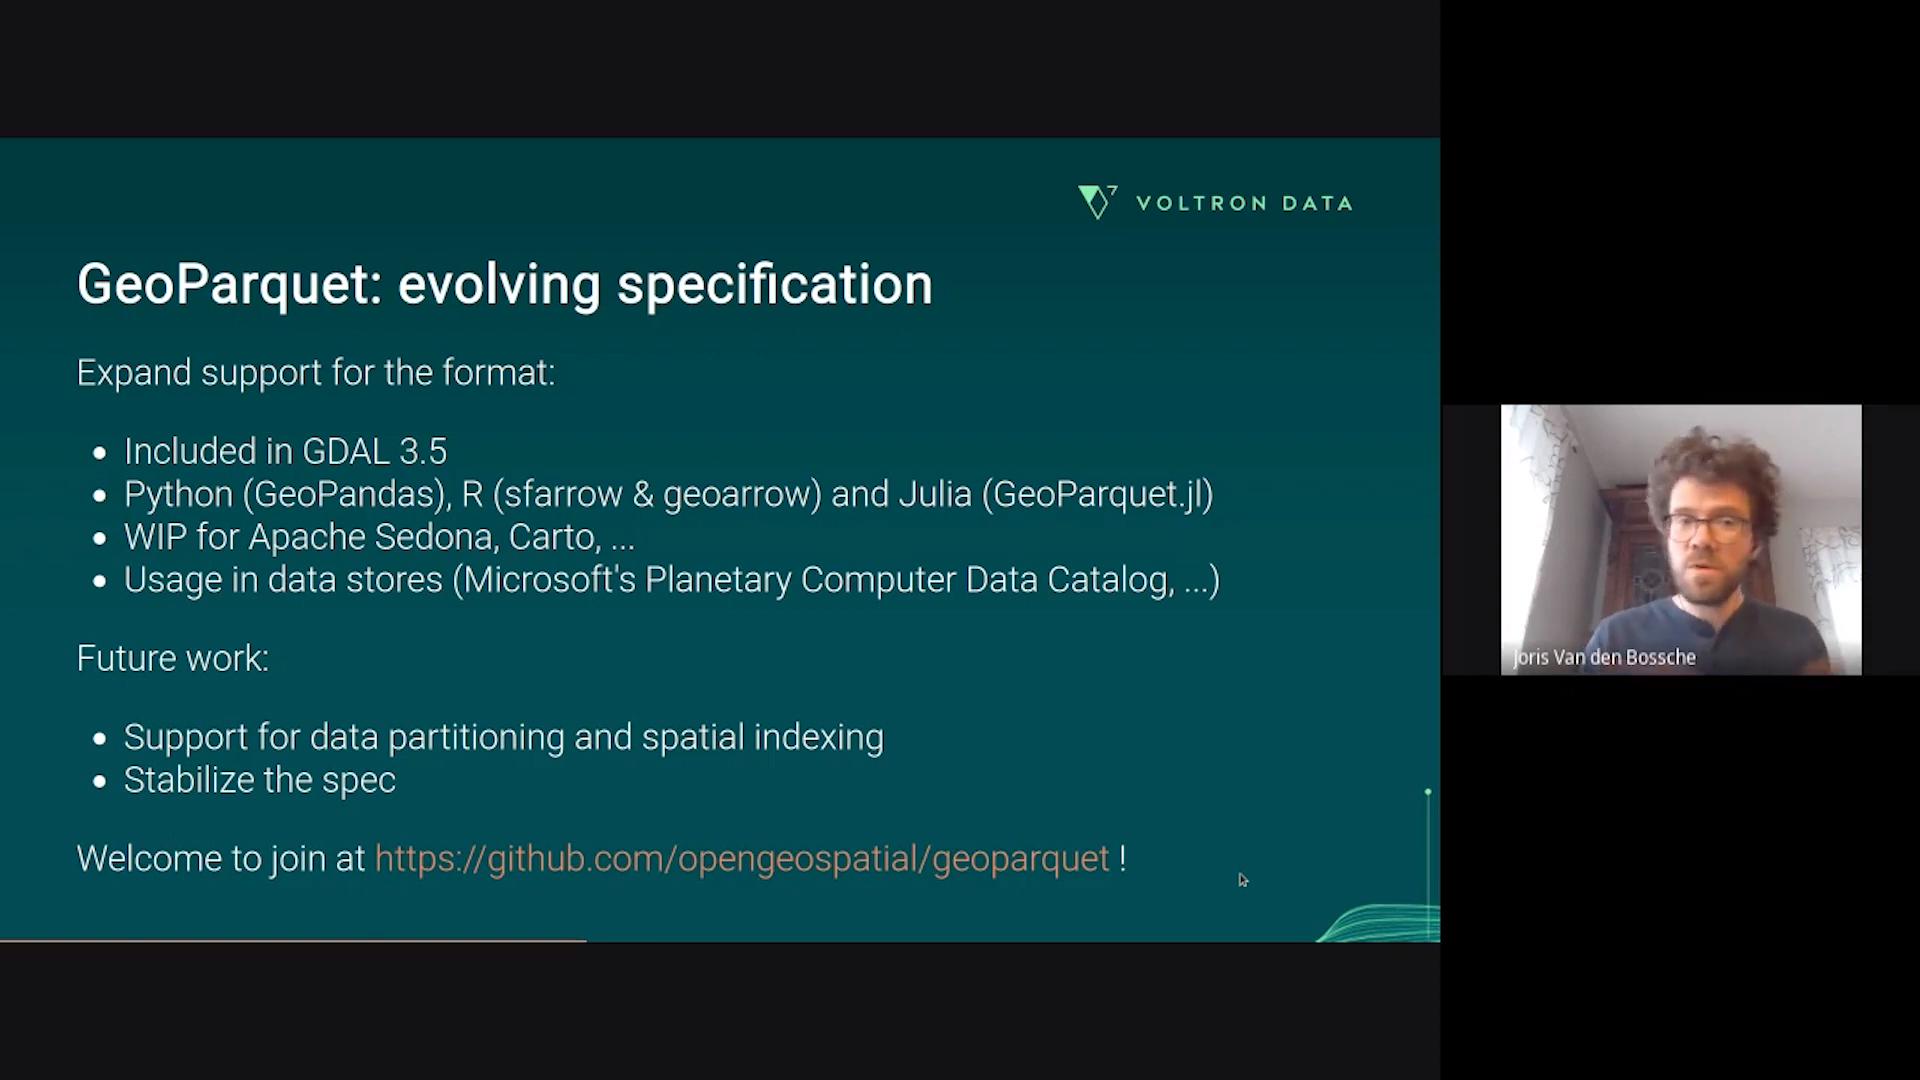 VOLTRON DATA
GeoParquet: evolving specification
Expand support for the format:
• Included in GDAL 3.5
• Python (GeoPandas), R (sfarrow & geoarrow) and Julia (GeoParquet.jl)
• WIP for Apache Sedona, Carto, ...
• Usage in data stores (Microsoft's Planetary Computer Data Catalog, ...)
Future work:
• Support for data partitioning and spatial indexing
• Stabilize the spec
Welcome to join at https://github.com/opengeospatial/geoparquet !
Joris Van den Bossche